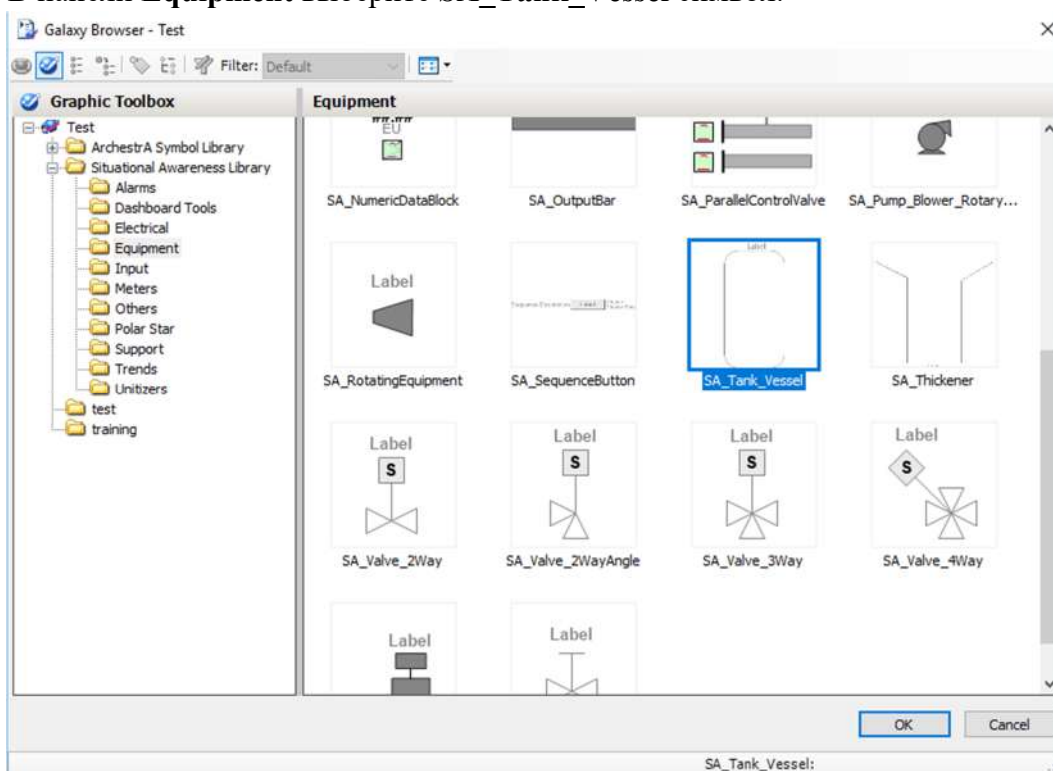 Galaxy Browser - Test
Filter: Default
Graphic Toolbox
Equipment
Test
ArchestrA Symbol Library
Situational Awareness Library
Alarms
Dashboard Tools
Electrical
Equipment
Input
Meters
Others
Polar Star
Support
Trends
Unitizers
test
training
EU
SA_NumericDataBlock
SA_OutputBar
SA_ParallelControlValve
SA_Pump_Blower_Rotary...
Label
Label
SA_RotatingEquipment
SA_SequenceButton
SA_Tank_Vessel
SA_Thickener
Label
Label
Label
Label
S
S
S
S
SA_Valve_2Way
SA_Valve_2WayAngle
SA_Valve_3Way
SA_Valve_4Way
Label
Label
OK
Cancel
SA_Tank_Vessel: